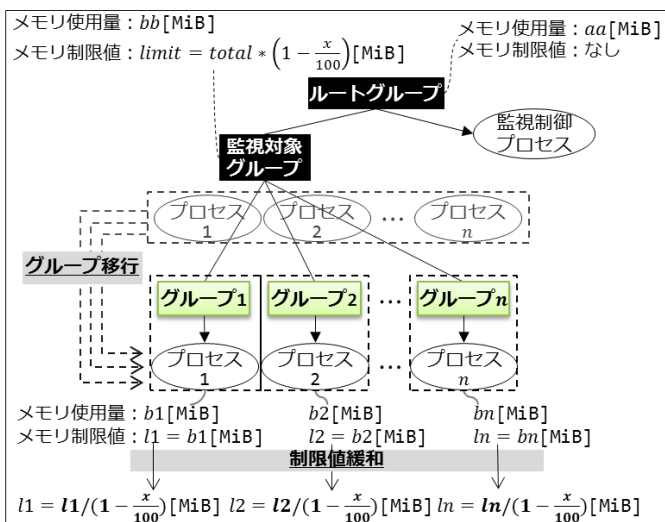 メモリ使用量：bb[MiB]
メモリ制限値：limit = total * (1 − x/100)[MiB]
メモリ使用量：aa[MiB]
メモリ制限値：なし
ルートグループ
監視対象
グループ
監視制御
プロセス
プロセス
1
プロセス
2
…
プロセス
n
グループ移行
グループ1
グループ2
…
グループn
プロセス
1
プロセス
2
…
プロセス
n
メモリ使用量：b1[MiB] b2[MiB] bn[MiB]
メモリ制限値：l1 = b1[MiB] l2 = b2[MiB] ln = bn[MiB]
制限値緩和
l1 = l1/(1 − x/100)[MiB] l2 = l2/(1 − x/100)[MiB] ln = ln/(1 − x/100)[MiB]